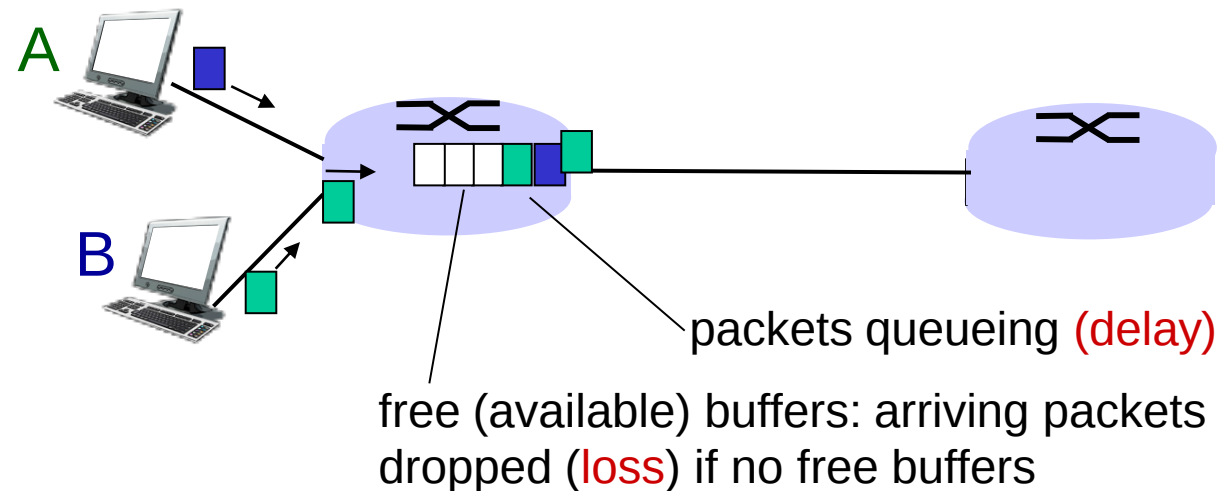 A
B
packets queueing (delay)
free (available) buffers: arriving packets
dropped (loss) if no free buffers